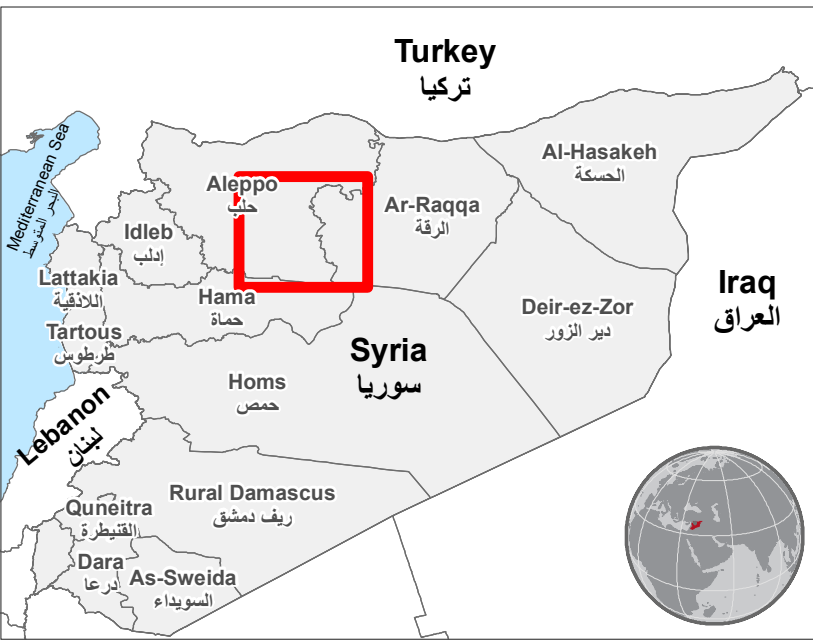 Turkey
تركيا
Mediterranean Sea
البحر المتوسط
Al-Hasakeh
الحسكة
Aleppo
حلب
Ar-Raqqa
الرقة
Idleb
إدلب
Lattakia
اللاذقية
Hama
حماة
Iraq
العراق
Deir-ez-Zor
دير الزور
Tartous
طرطوس
Syria
سوريا
Homs
حمص
Lebanon
لبنان
Rural Damascus
ريف دمشق
Quneitra
القنيطرة
Dara
درعا
As-Sweida
السويداء